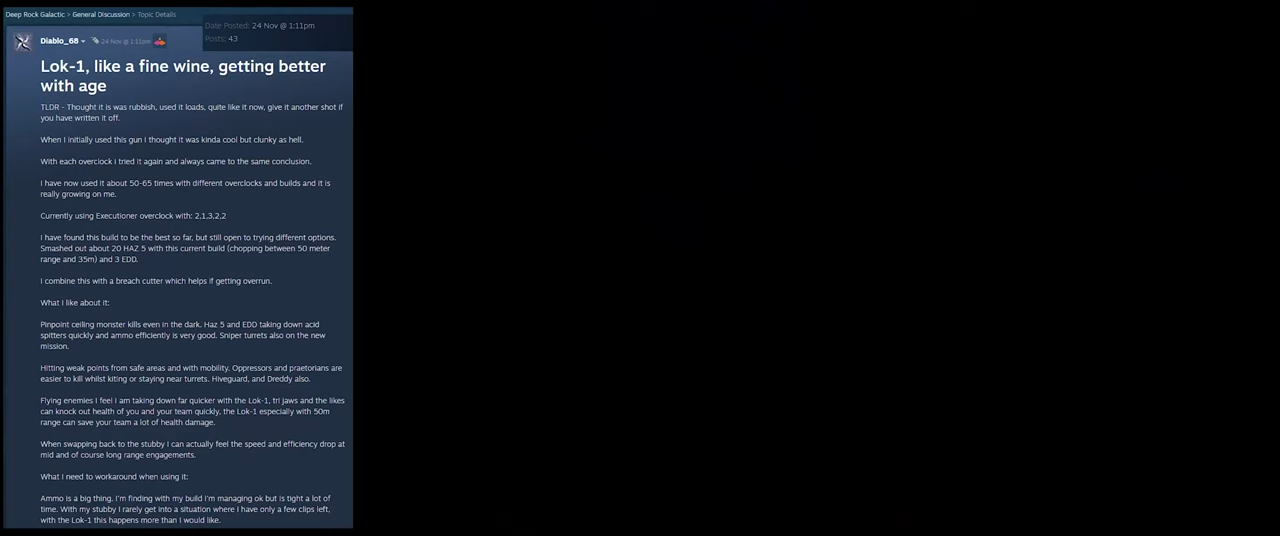 Deep Rock Galactic > General Discussion > Topic Details
Date Posted: 24 Nov @ 1:11pm
Posts: 43
Diablo_68 24 Nov @ 1:11pm
Lok-1, like a fine wine, getting better
with age
TLDR - Thought it is was rubbish, used it loads, quite like it now, give it another shot if
you have written it off.
When I initially used this gun I thought it was kinda cool but clunky as hell.
With each overclock I tried it again and always came to the same conclusion.
I have now used it about 50-65 times with different overclocks and builds and it is
really growing on me.
Currently using Executioner overclock with: 2,1,3,2,2
I have found this build to be the best so far, but still open to trying different options.
Smashed out about 20 HAZ 5 with this current build (chopping between 50 meter
range and 35m) and 3 EDD.
I combine this with a breach cutter which helps if getting overrun.
What I like about it:
Pinpoint ceiling monster kills even in the dark. Haz 5 and EDD taking down acid
spitters quickly and ammo efficiently is very good. Sniper turrets also on the new
mission.
Hitting weak points from safe areas and with mobility. Oppressors and praetorians are
easier to kill whilst kiting or staying near turrets. Hiveguard, and Dreddy also.
Flying enemies I feel I am taking down far quicker with the Lok-1, tri jaws and the likes
can knock out health of you and your team quickly, the Lok-1 especially with 50m
range can save your team a lot of health damage.
When swapping back to the stubby I can actually feel the speed and efficiency drop at
mid and of course long range engagements.
What I need to workaround when using it:
Ammo is a big thing. I'm finding with my build I'm managing ok but is tight a lot of
time. With my stubby I rarely get into a situation where I have only a few clips left,
with the Lok-1 this happens more than I would like.